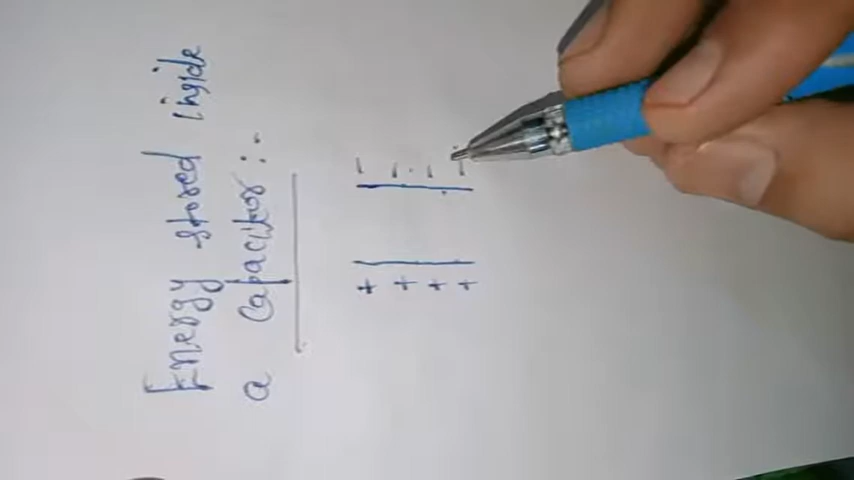 Energy stored inside
a capacitor :-
+ + + +
- - - -